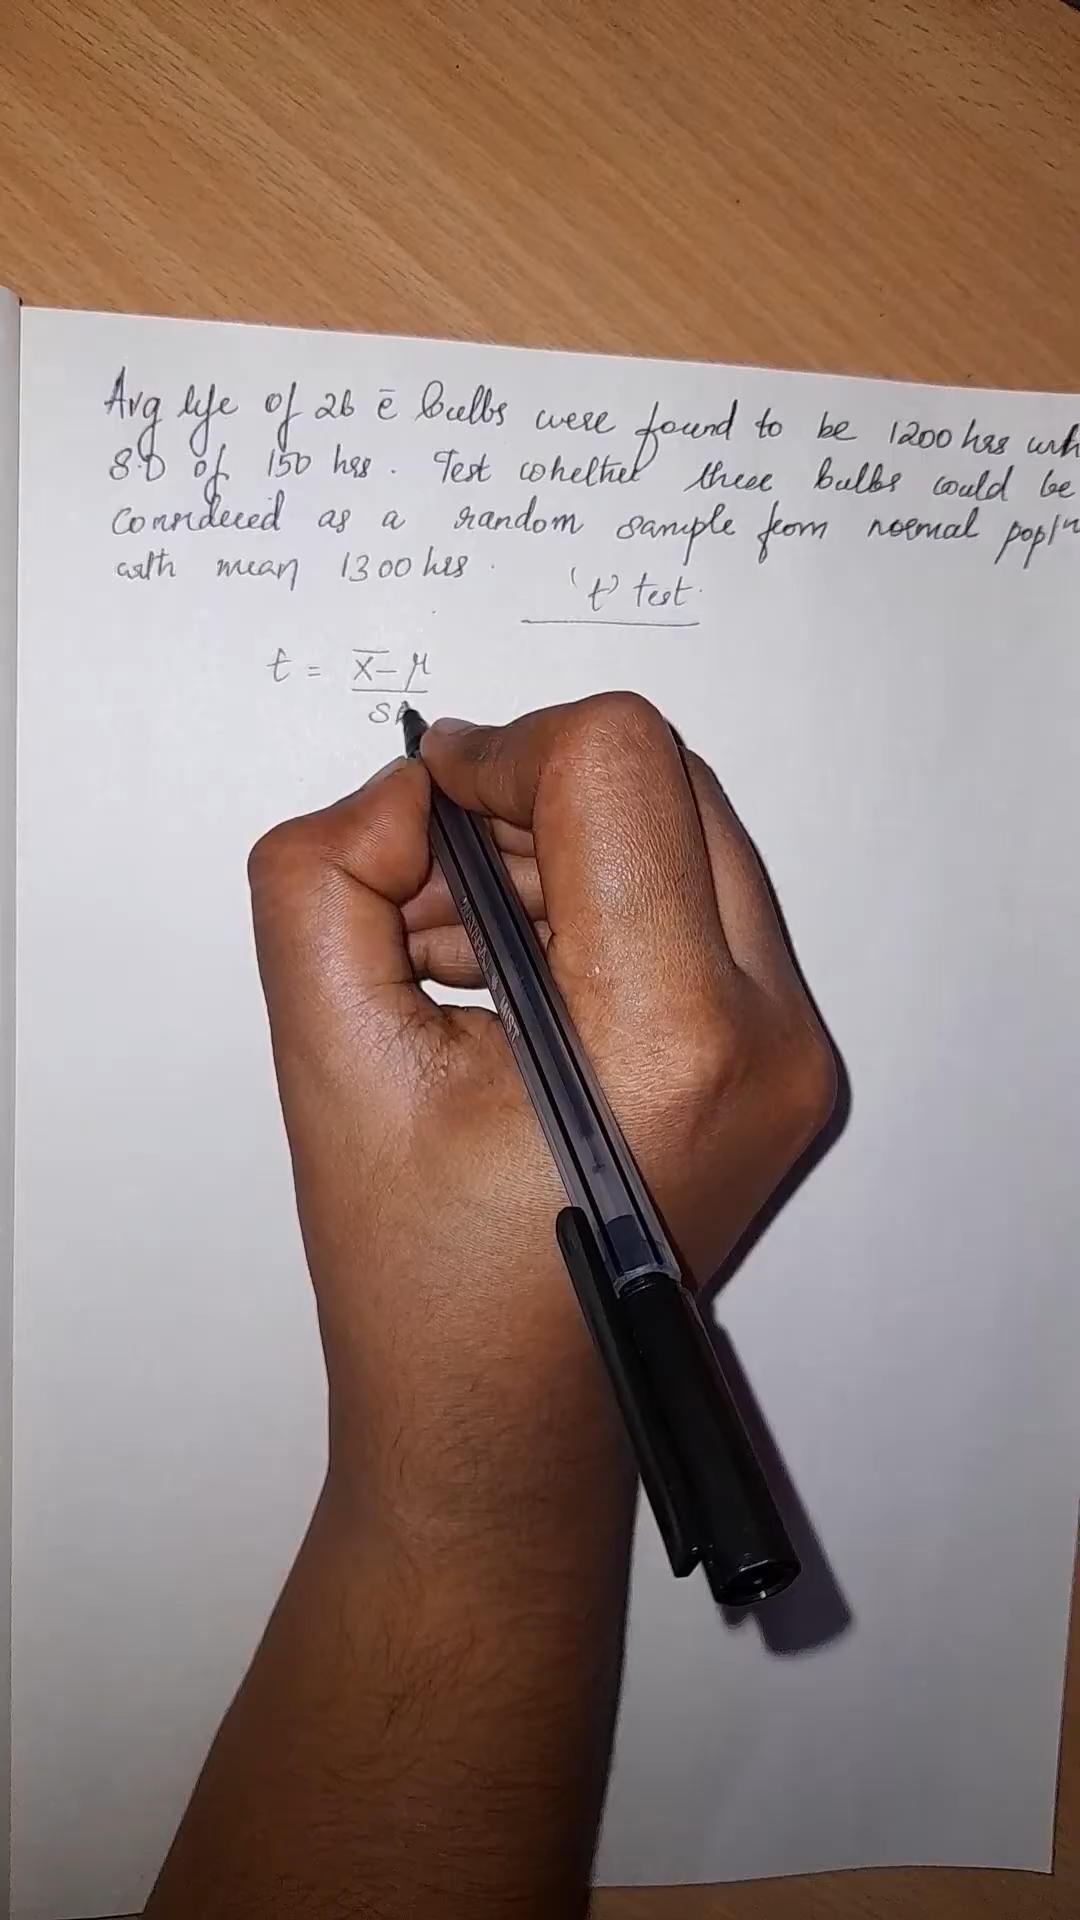 Avg life of 26 ē bulbs were found to be 1200 hrs with
S.D of 150 hrs. Test whether these bulbs could be
Considered as a random sample from normal pop/n
with mean 1300 hrs.
't' test.
t = x̄ - μ
S